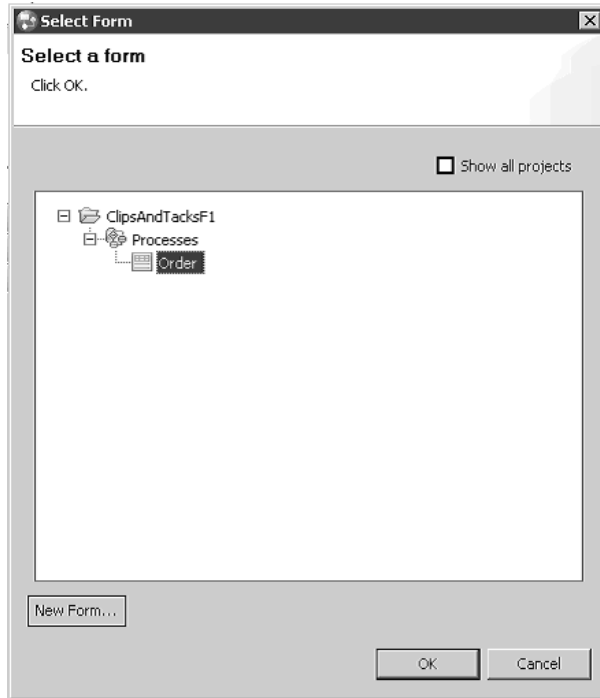 Select Form
Select a form
Click OK.
Show all projects
ClipsAndTacksF1
Processes
Order
New Form...
OK
Cancel